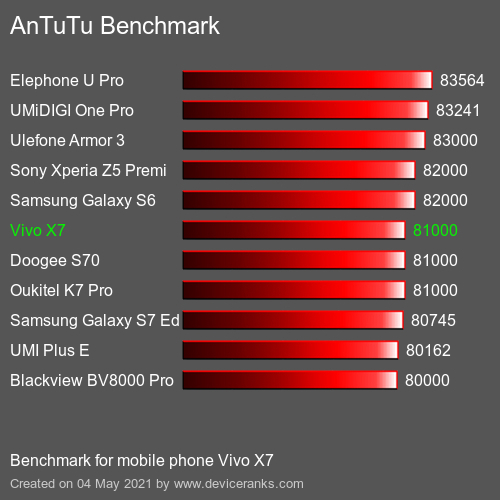 AnTuTu Benchmark
Elephone U Pro 83564
UMiDIGI One Pro 83241
Ulefone Armor 3 83000
Sony Xperia Z5 Premi 82000
Samsung Galaxy S6 82000
Vivo X7 81000
Doogee S70 81000
Oukitel K7 Pro 81000
Samsung Galaxy S7 Ed 80745
UMI Plus E 80162
Blackview BV8000 Pro 80000
Benchmark for mobile phone Vivo X7
Created on 04 May 2021 by www.deviceranks.com